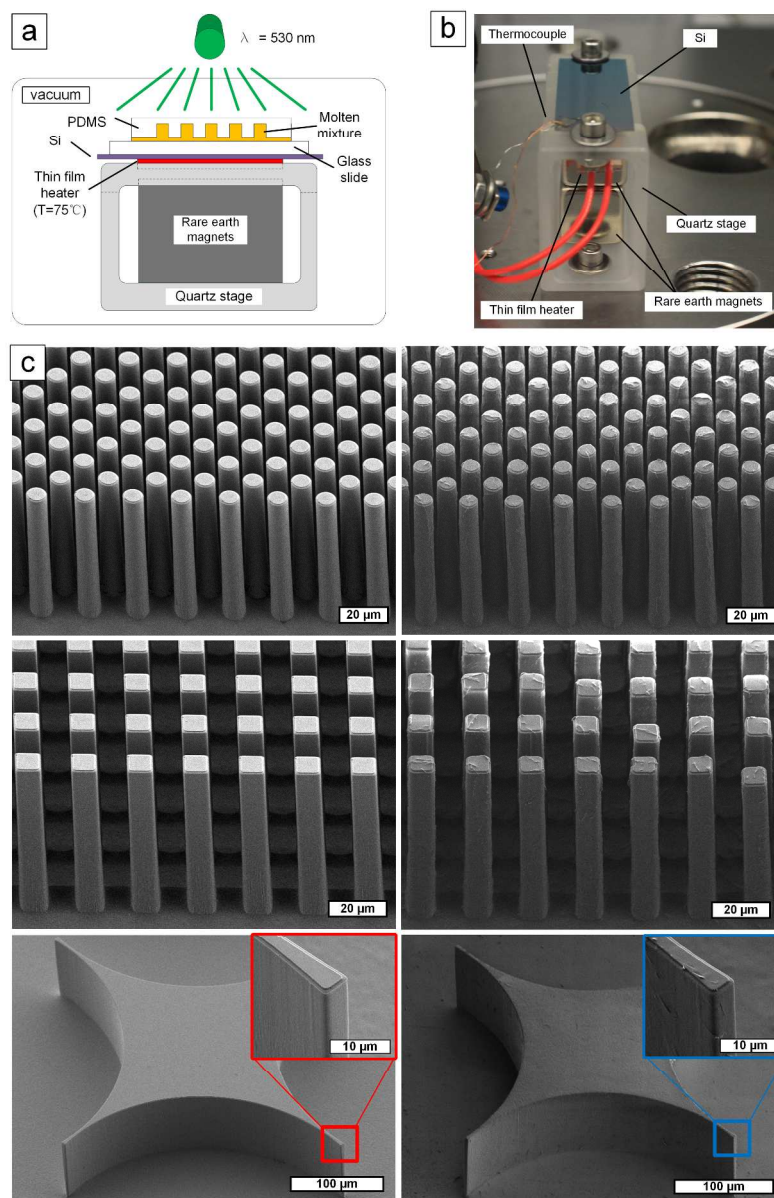 a
λ = 530 nm
vacuum
PDMS
Molten
mixture
Si
Glass
slide
Thin film
heater
(T=75℃)
Rare earth
magnets
Quartz stage
b
Thermocouple
Si
Quartz stage
Thin film heater
Rare earth magnets
c
20 µm
20 µm
20 µm
20 µm
10 µm
100 µm
10 µm
100 µm